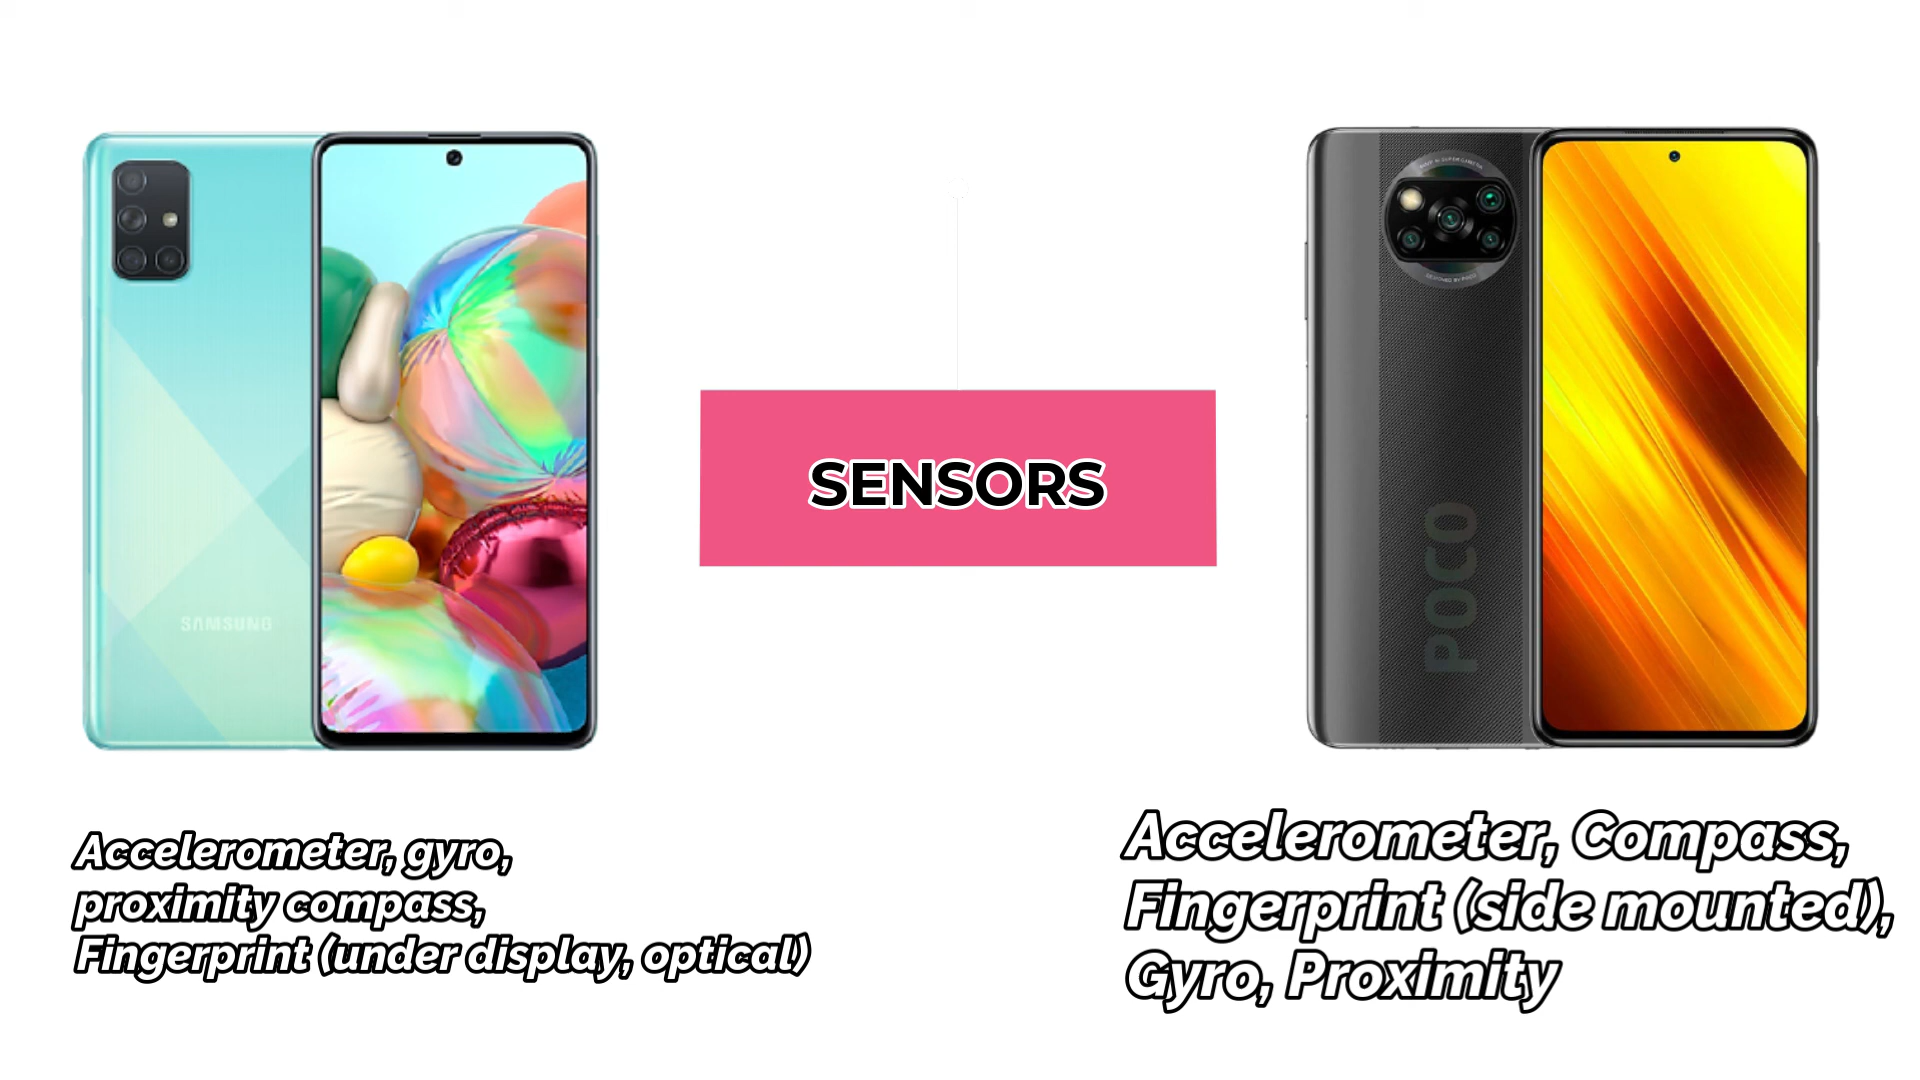 SAMSUNG
SENSORS
POCO
Accelerometer, gyro,
proximity compass,
Fingerprint (under display, optical)
Accelerometer, Compass,
Fingerprint (side mounted),
Gyro, Proximity